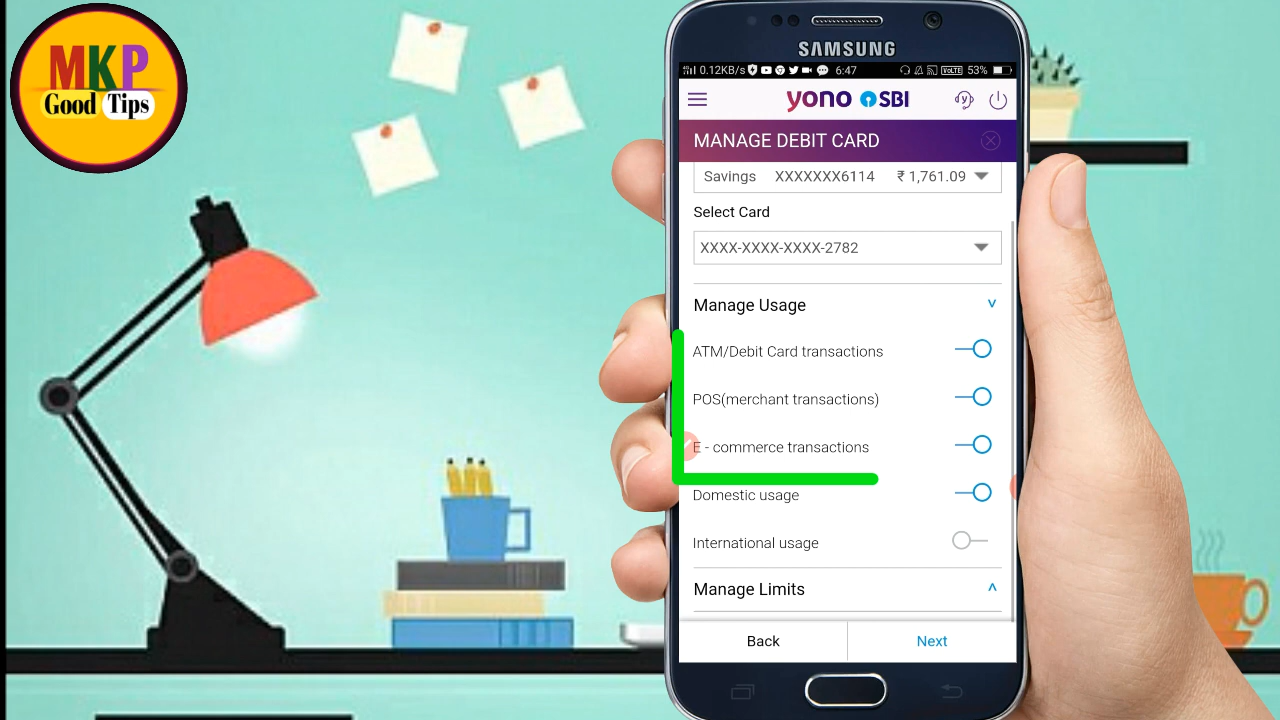 MKP
Good Tips
SAMSUNG
0.12KB/s 6:47 VoLTE 53%
yono SBI
MANAGE DEBIT CARD
Savings XXXXXXX6114 ₹ 1,761.09
Select Card
XXXX-XXXX-XXXX-2782
Manage Usage
ATM/Debit Card transactions
POS(merchant transactions)
E - commerce transactions
Domestic usage
International usage
Manage Limits
Back Next